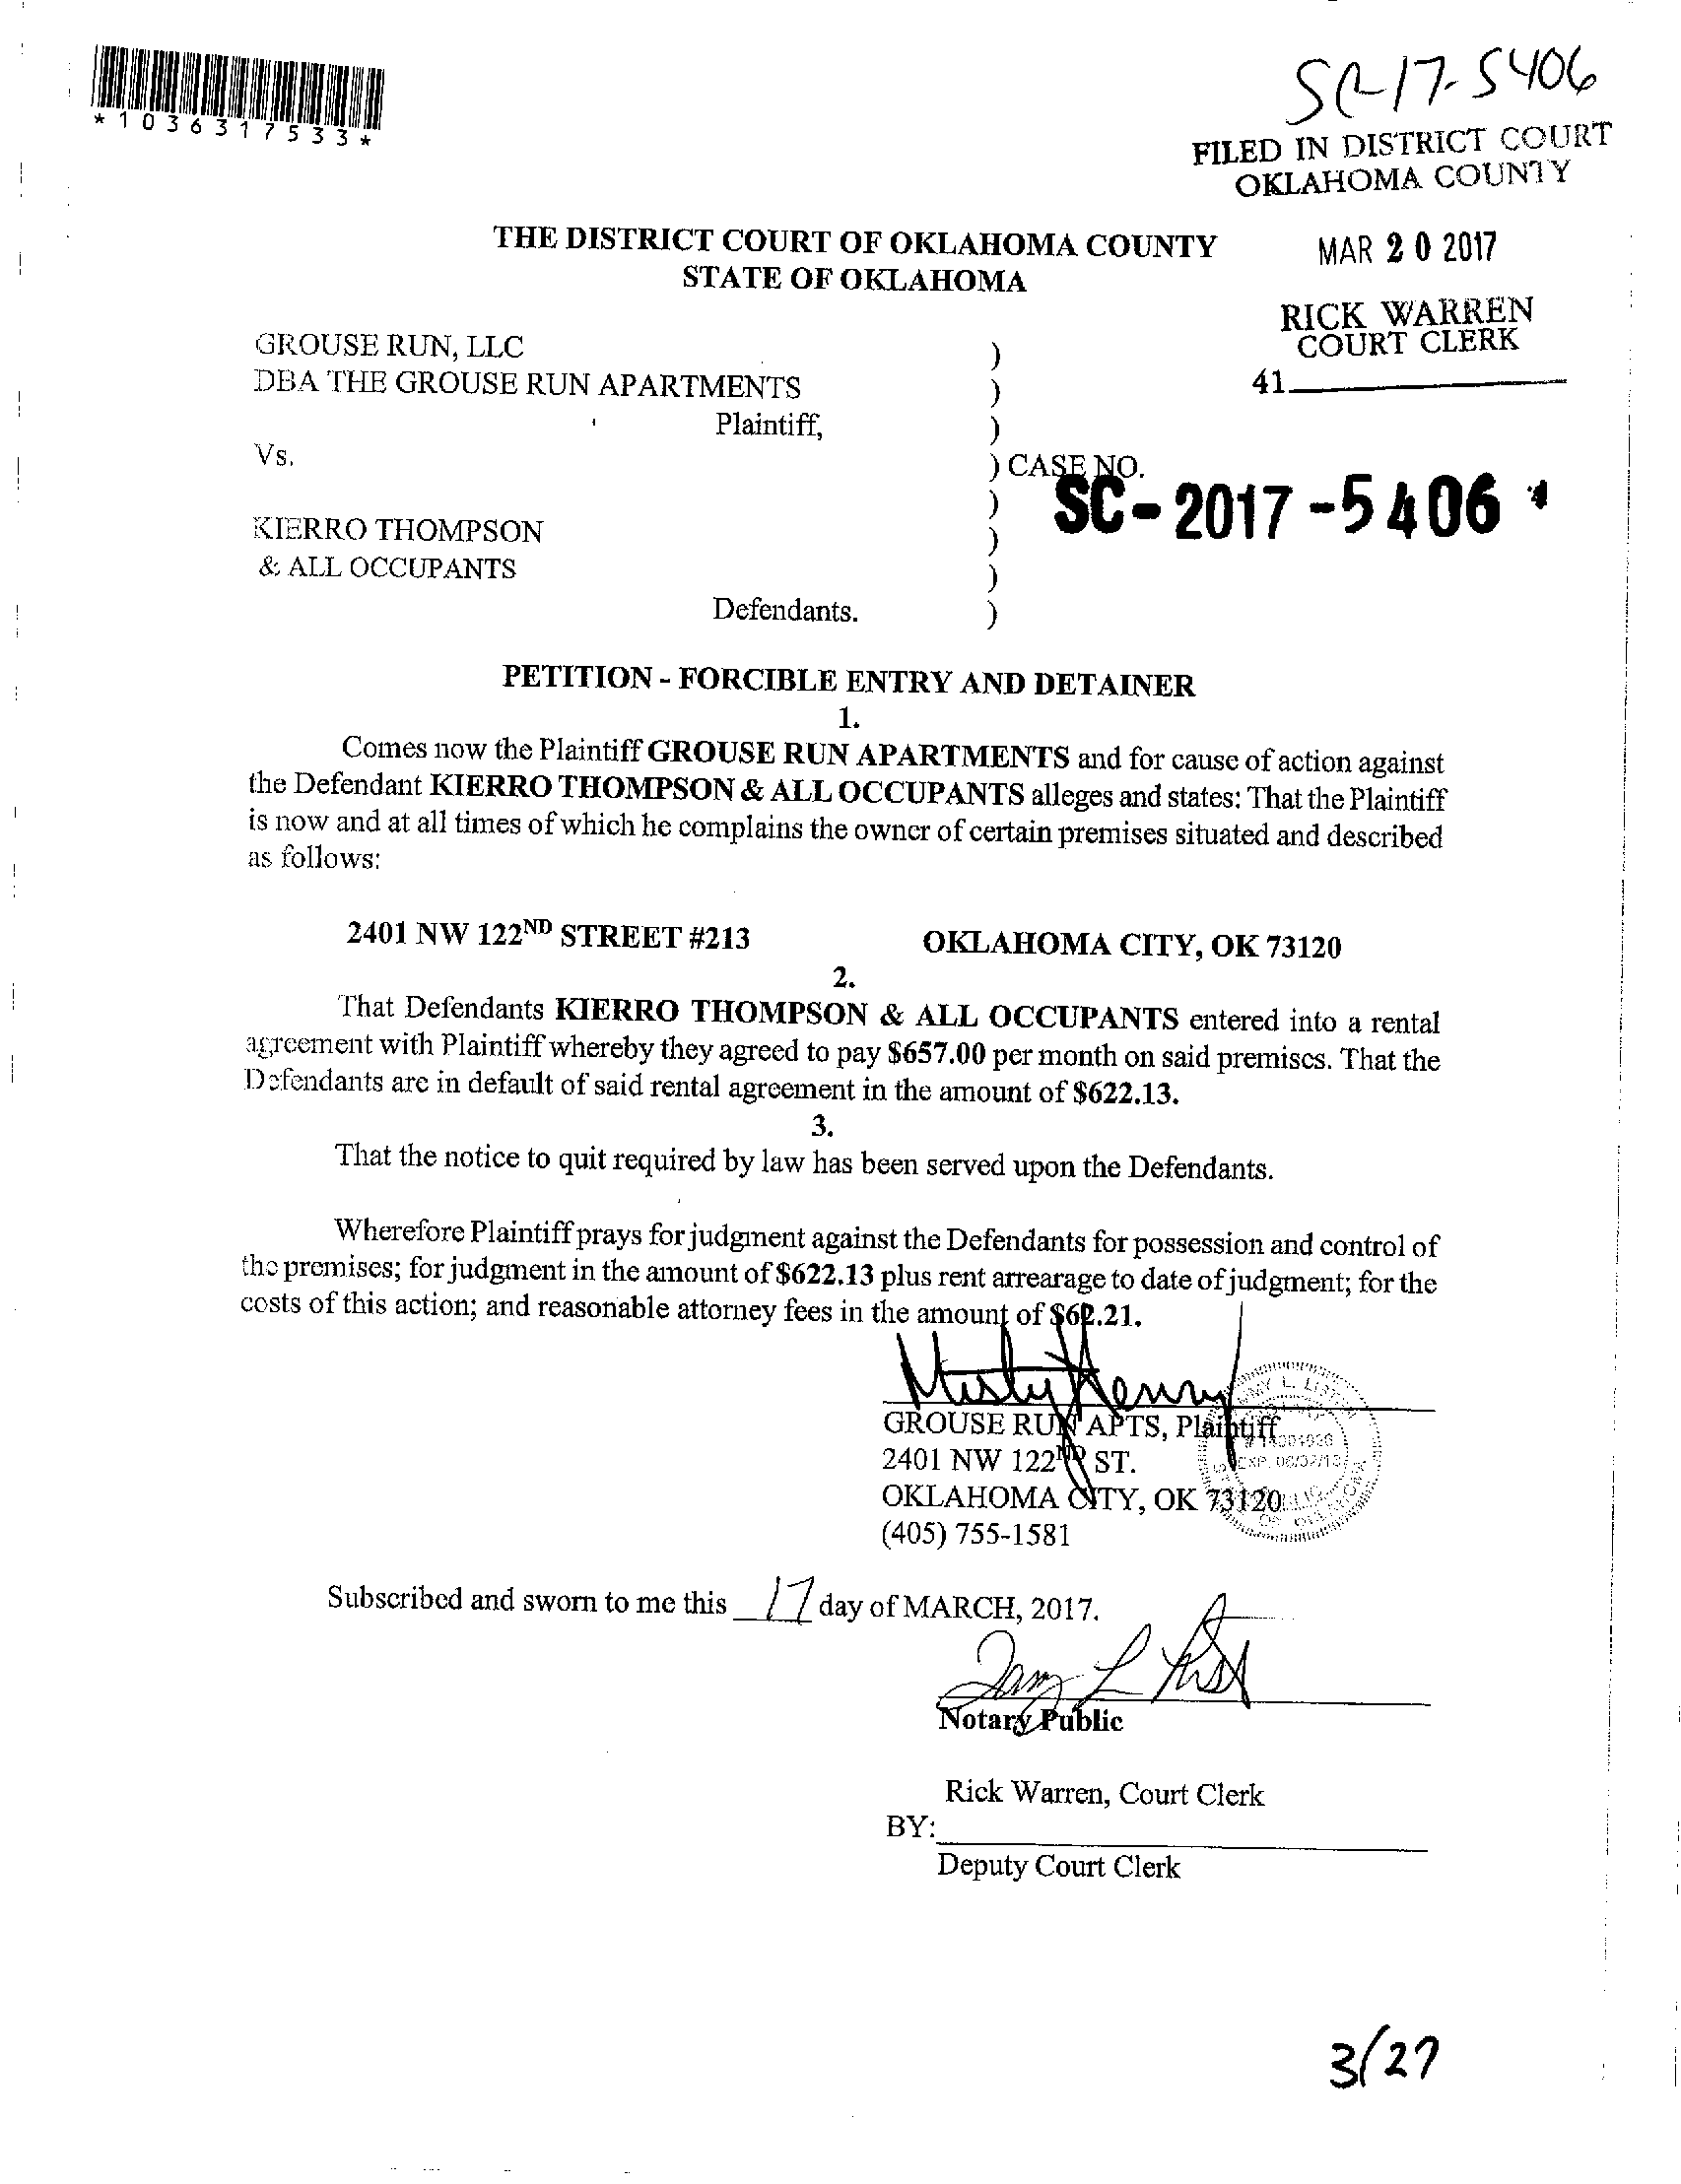 *1036317533*
SC-17-5406
FILED IN DISTRICT COURT
OKLAHOMA COUNTY
MAR 20 2017
RICK WARREN
COURT CLERK
41
THE DISTRICT COURT OF OKLAHOMA COUNTY
STATE OF OKLAHOMA
GROUSE RUN, LLC )
DBA THE GROUSE RUN APARTMENTS )
Plaintiff, )
Vs. ) CASE NO.
SC-2017-5406
)
KIERRO THOMPSON )
& ALL OCCUPANTS )
Defendants. )
PETITION - FORCIBLE ENTRY AND DETAINER
1.
Comes now the Plaintiff GROUSE RUN APARTMENTS and for cause of action against
the Defendant KIERRO THOMPSON & ALL OCCUPANTS alleges and states: That the Plaintiff
is now and at all times of which he complains the owner of certain premises situated and described
as follows:
2401 NW 122ND STREET #213 OKLAHOMA CITY, OK 73120
2.
That Defendants KIERRO THOMPSON & ALL OCCUPANTS entered into a rental
agreement with Plaintiff whereby they agreed to pay $657.00 per month on said premises. That the
Defendants are in default of said rental agreement in the amount of $622.13.
3.
That the notice to quit required by law has been served upon the Defendants.
Wherefore Plaintiff prays for judgment against the Defendants for possession and control of
the premises; for judgment in the amount of $622.13 plus rent arrearage to date of judgment; for the
costs of this action; and reasonable attorney fees in the amount of $62.21.
Misty Henry
GROUSE RUN APTS, Plaintiff
2401 NW 122ND ST.
OKLAHOMA CITY, OK 73120
(405) 755-1581
Subscribed and sworn to me this 17 day of MARCH, 2017.
Notary Public
Rick Warren, Court Clerk
BY:
Deputy Court Clerk
3/27